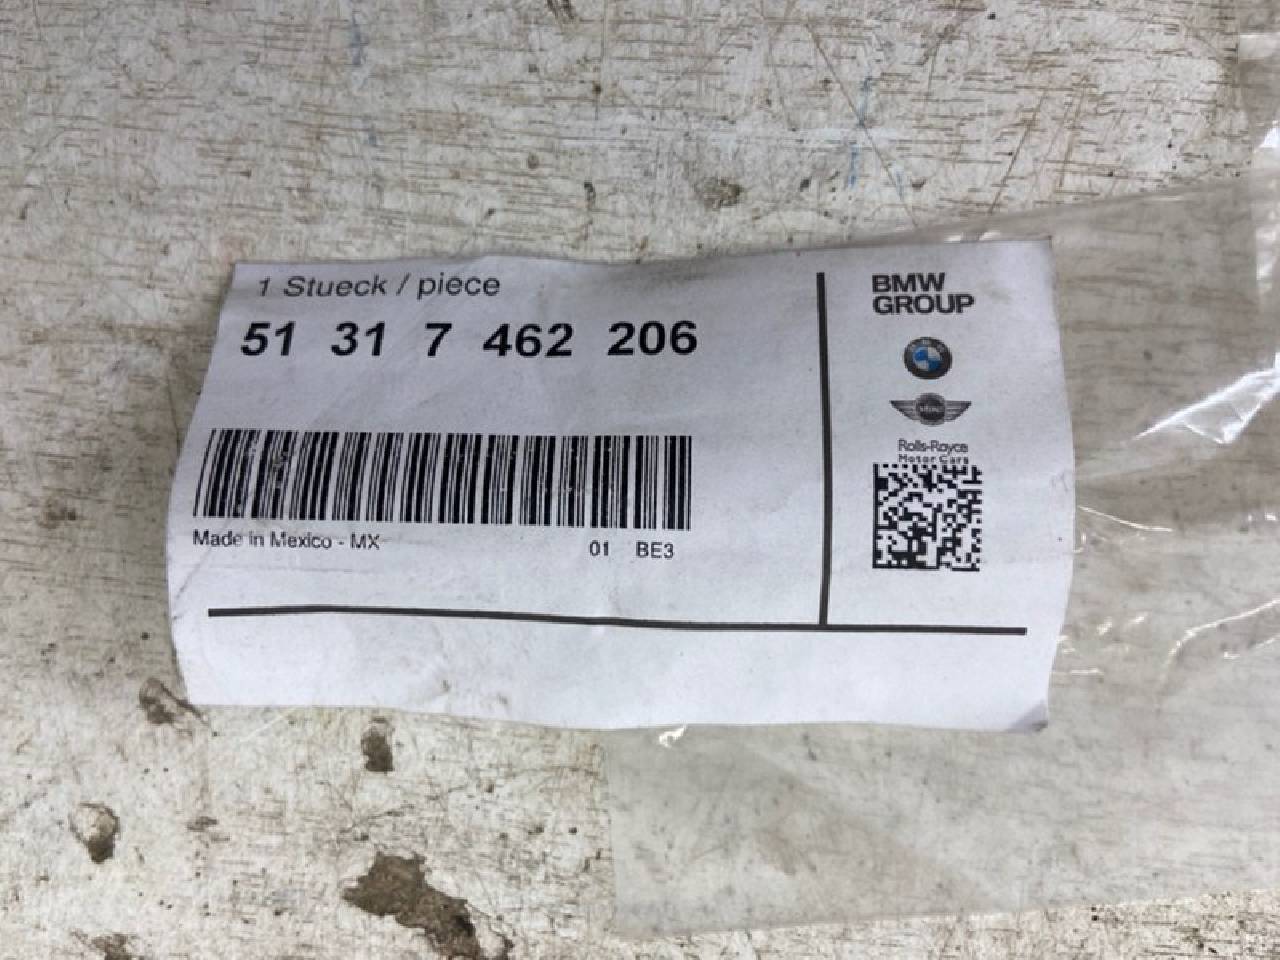 1 Stueck / piece
51 31 7 462 206
Made in Mexico - MX
01 BE3
BMW
GROUP
Rolls-Royce
Motor Cars